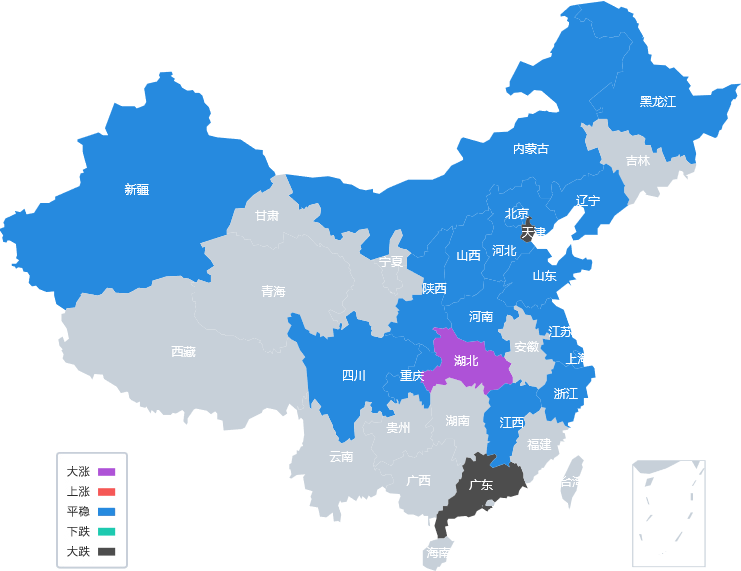 黑龙江
内蒙古
吉林
新疆
辽宁
北京
甘肃
天津
河北
山西
宁夏
山东
陕西
青海
河南
江苏
安徽
西藏
上海
湖北
四川
重庆
浙江
湖南
江西
贵州
福建
云南
广西
广东
台湾
海南
大涨
上涨
平稳
下跌
大跌